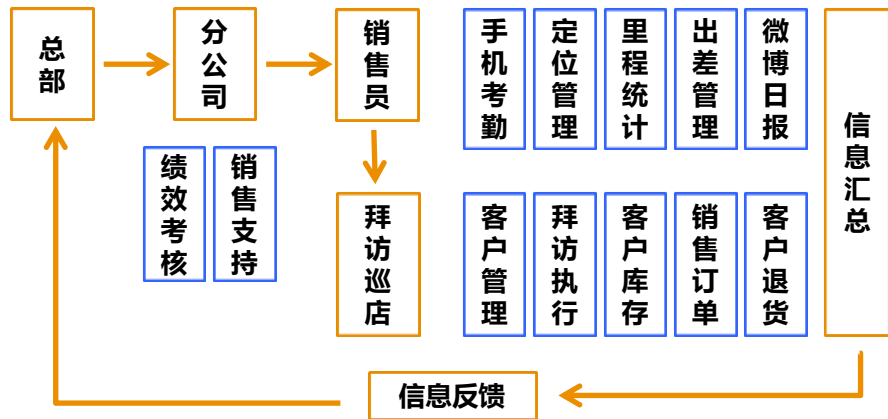 总部
分公司
销售员
手机考勤
定位管理
里程统计
出差管理
微博日报
信息汇总
绩效考核
销售支持
拜访巡店
客户管理
拜访执行
客户库存
销售订单
客户退货
信息反馈